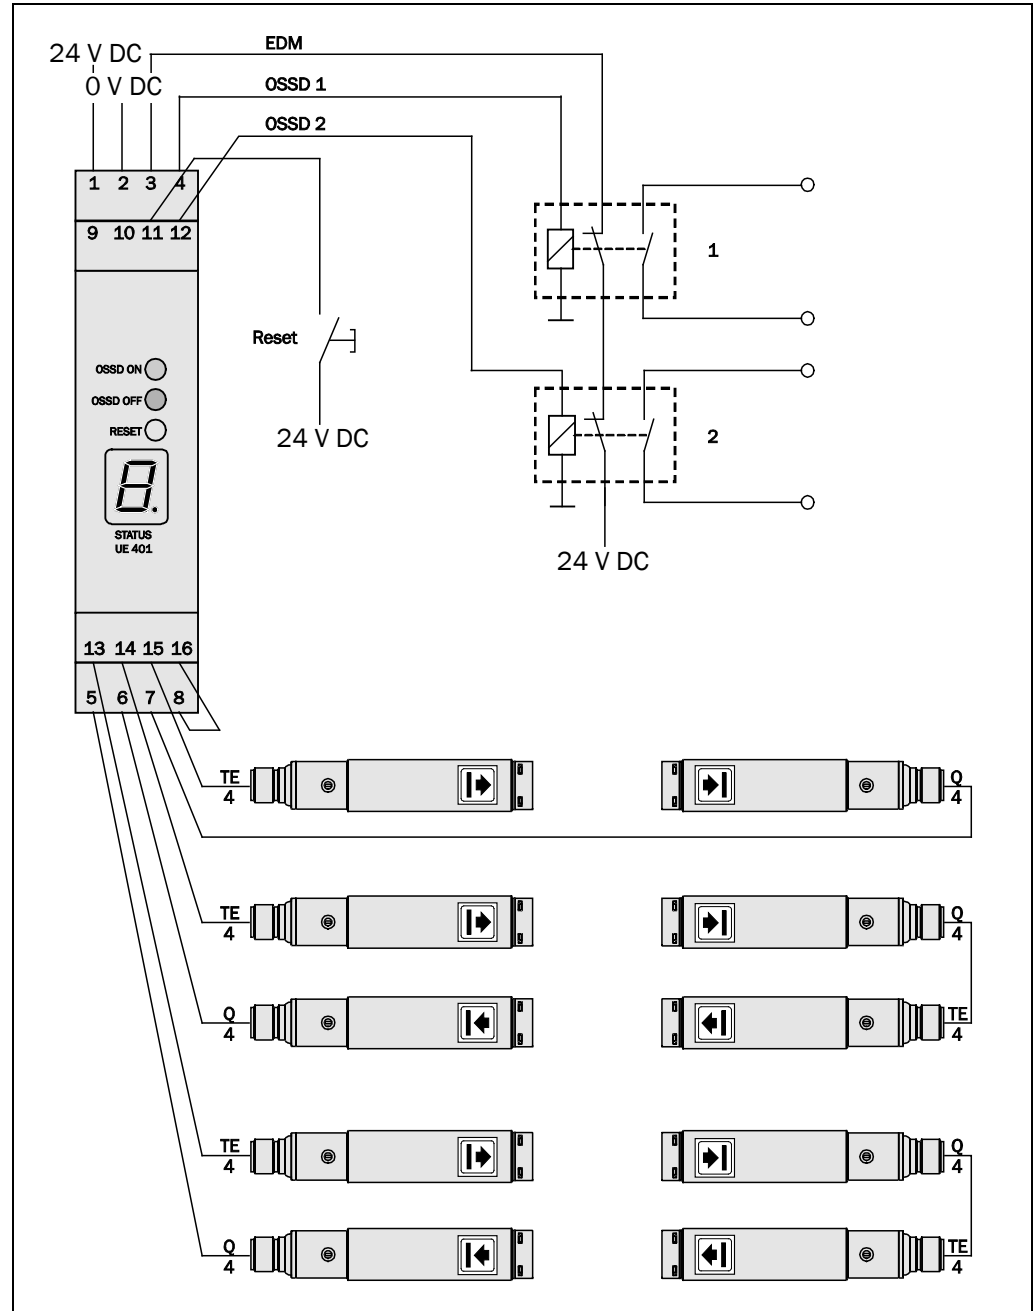 24 V DC
EDM
0 V DC
OSSD 1
OSSD 2
1 2 3 4
9 10 11 12
1
Reset
OSSD ON
OSSD OFF
2
RESET
24 V DC
8.
STATUS
UE 401
24 V DC
13 14 15 16
5 6 7 8
TE
4
Q
4
TE
4
Q
4
Q
4
TE
4
TE
4
Q
4
Q
4
TE
4